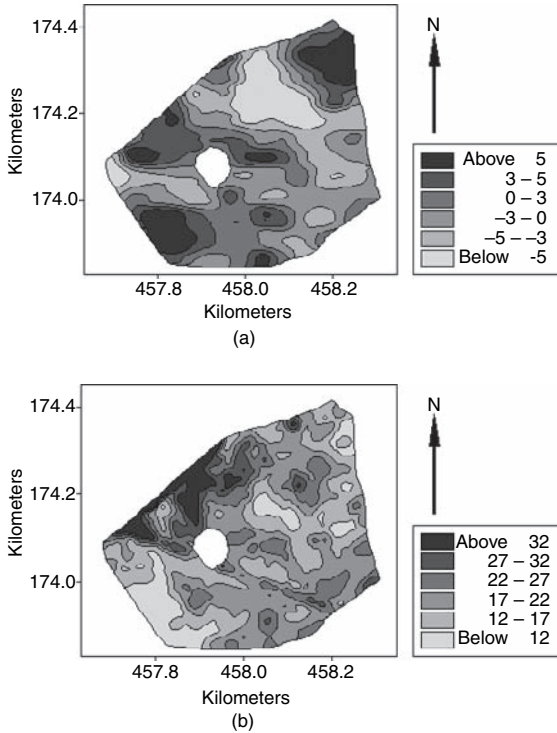 174.4
174.2
174.0
Kilometers
457.8 458.0 458.2
Kilometers
(a)
N
Above 5
3 – 5
0 – 3
–3 – 0
–5 – –3
Below -5
174.4
174.2
174.0
Kilometers
457.8 458.0 458.2
Kilometers
(b)
N
Above 32
27 – 32
22 – 27
17 – 22
12 – 17
Below 12